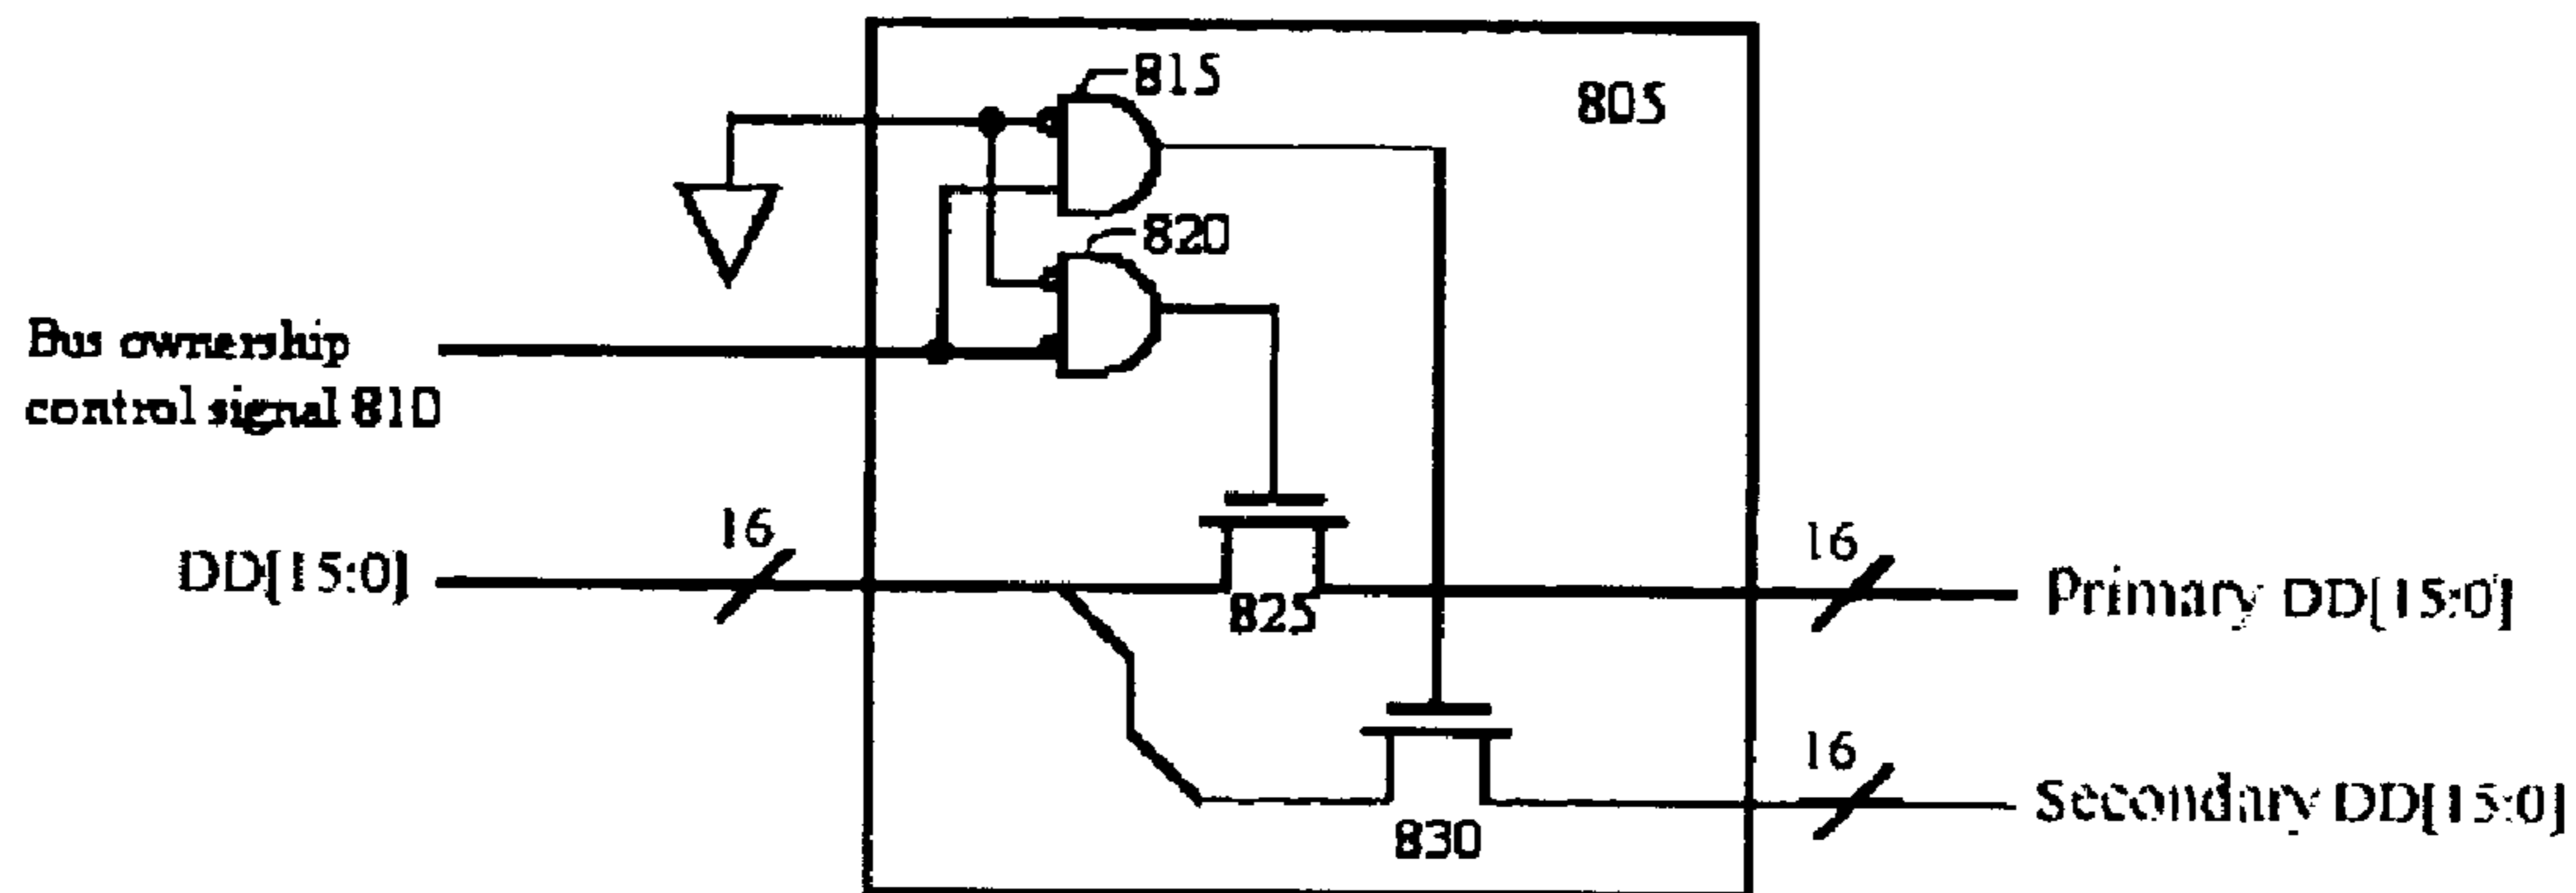 815
805
820
Bus ownership
control signal 810
16
DD[15:0]
825
16
Primary DD[15:0]
830
16
Secondary DD[15:0]